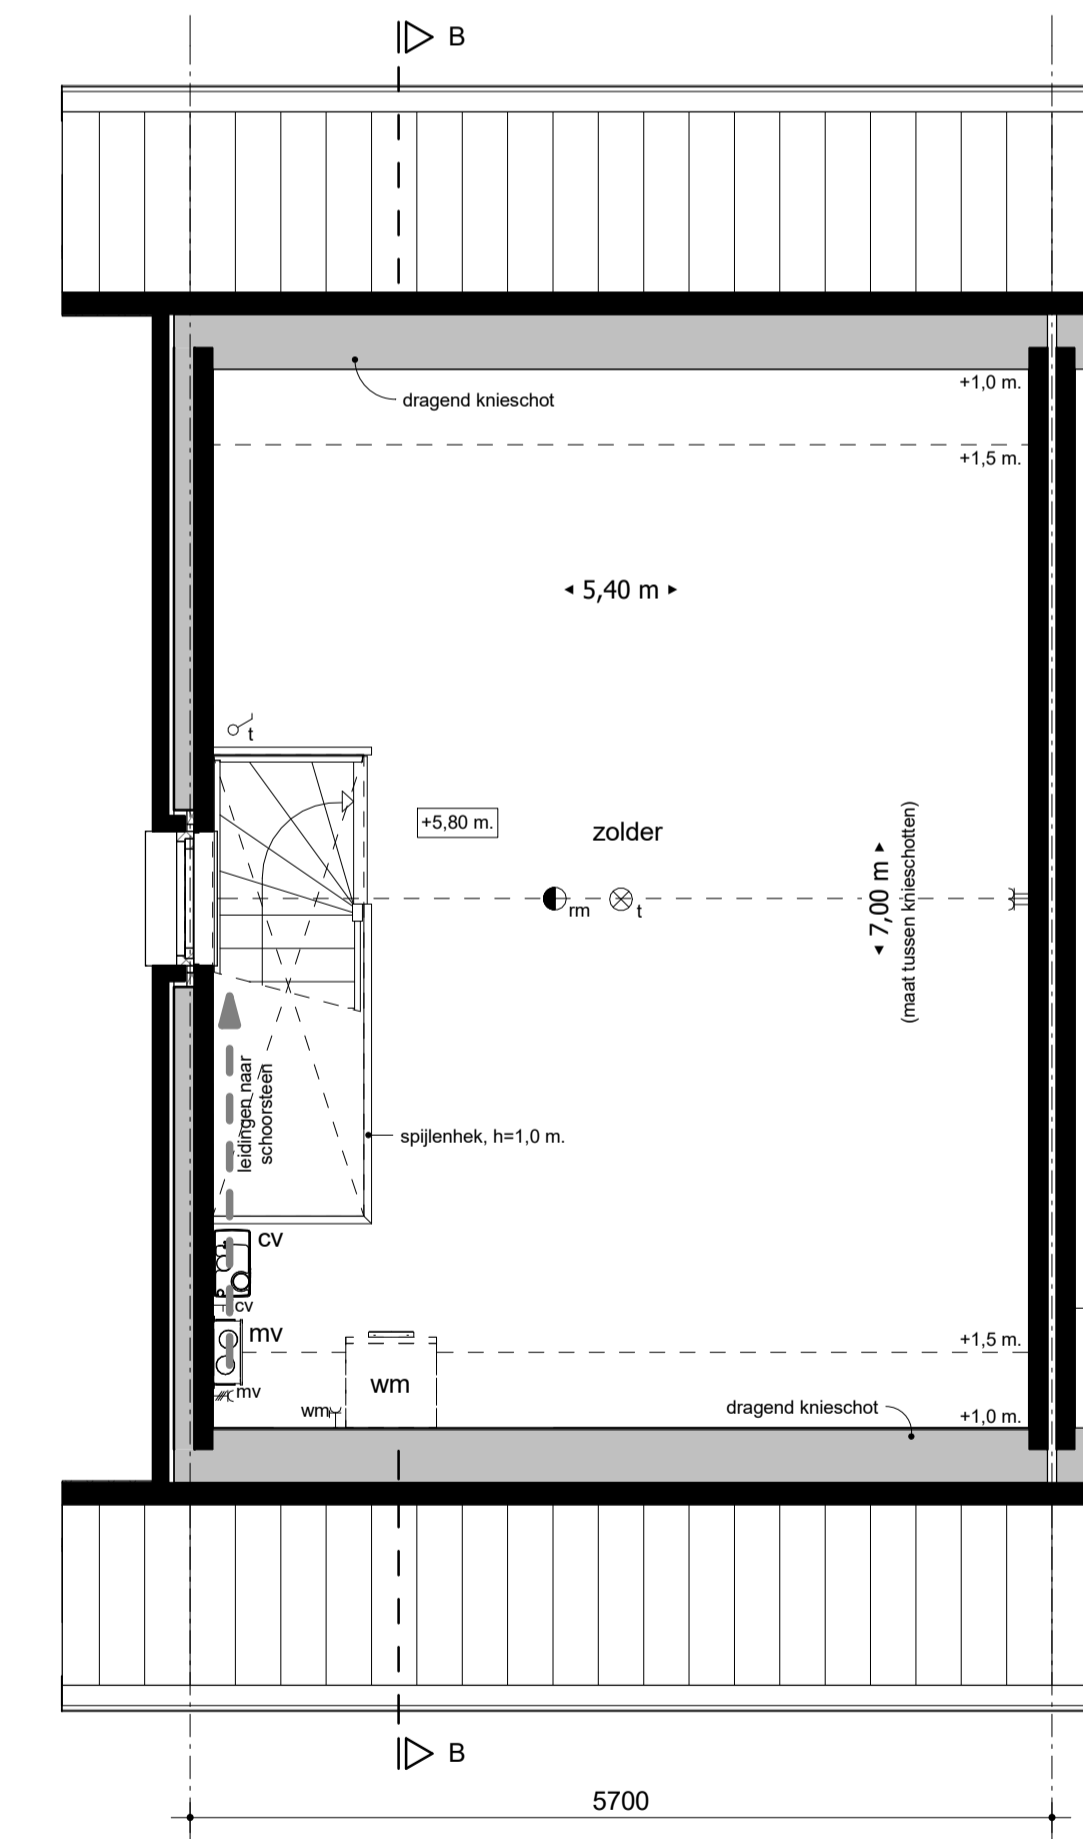 B
+1,0 m.
dragend knieschot
+1,5 m.
5,40 m
t
+5,80 m.
zolder
7,00 m
(maat tussen knieschotten)
rm
t
leidingen naar
schoorsteen
spijlenhek, h=1,0 m.
cv
cv
mv
+1,5 m.
wm
mv
wm
dragend knieschot
+1,0 m.
B
5700